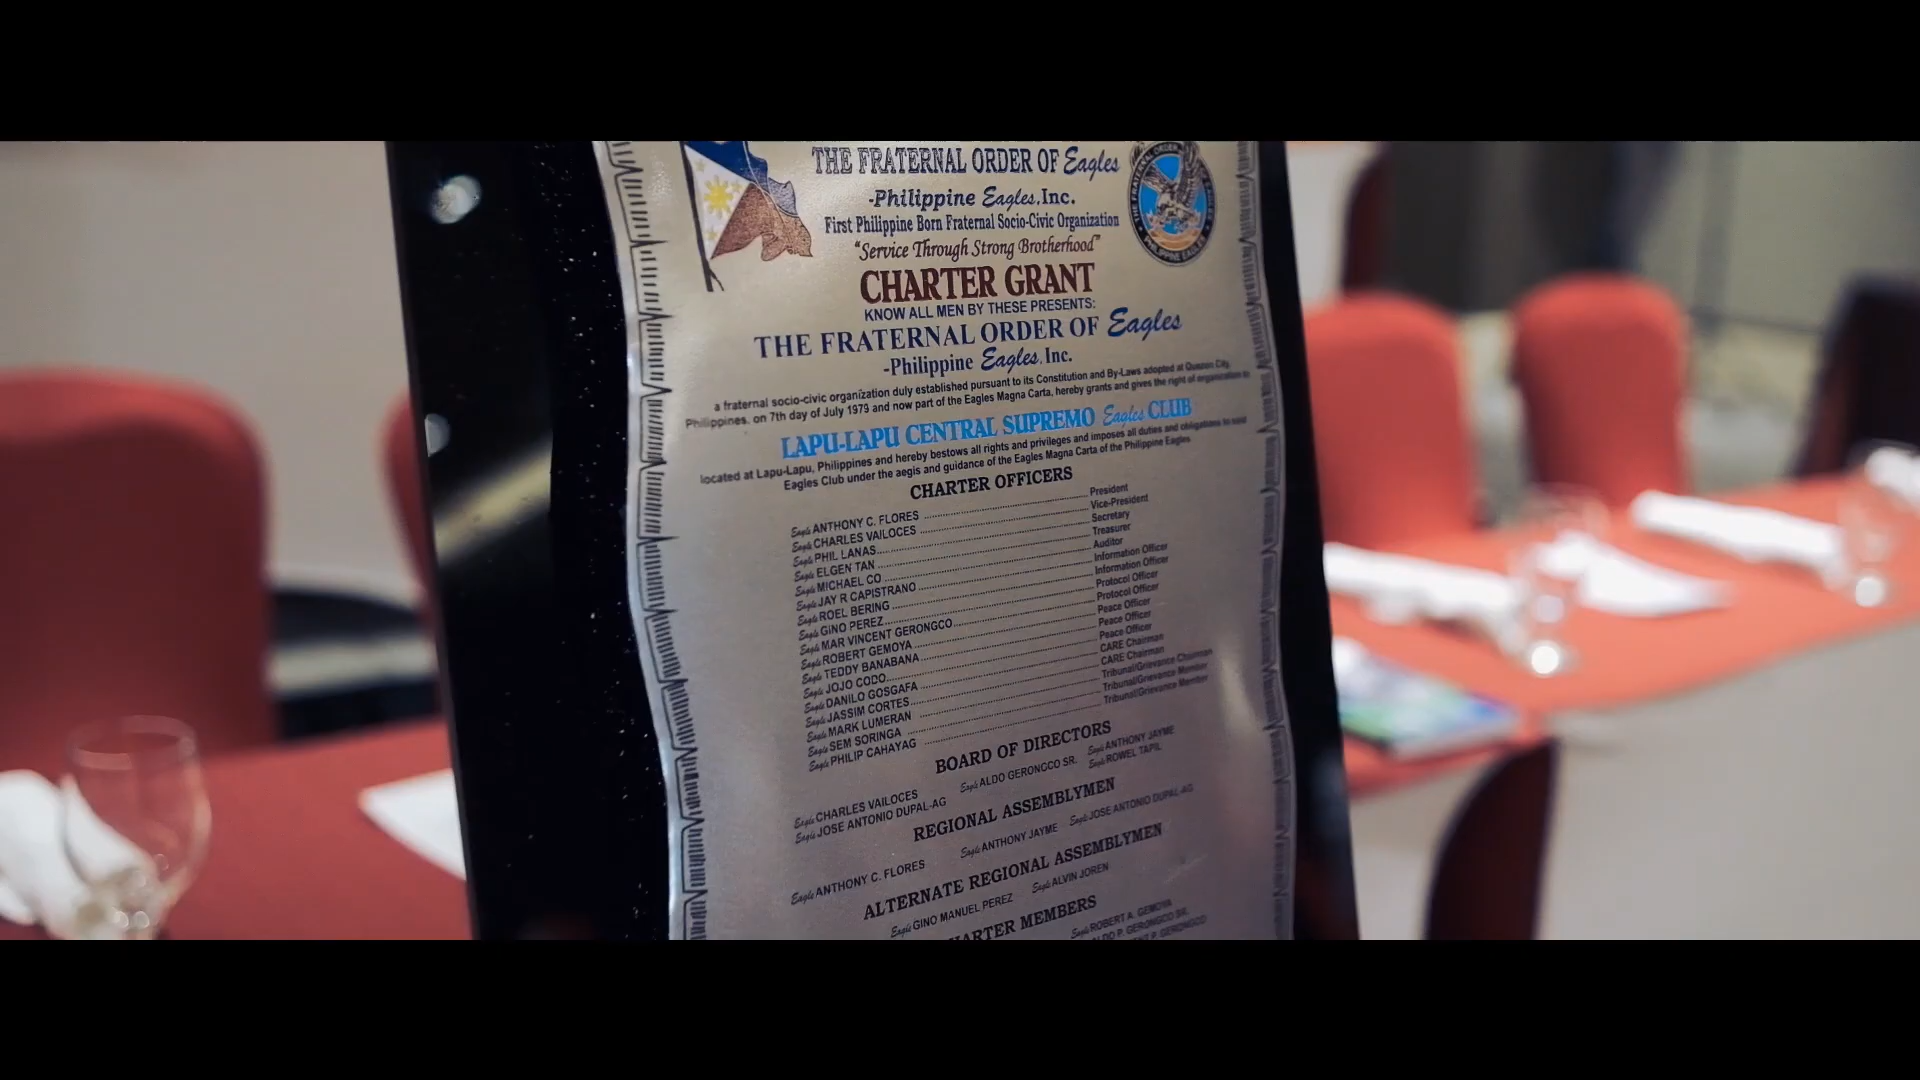 THE FRATERNAL ORDER OF Eagles
-Philippine Eagles, Inc.
First Philippine Born Fraternal Socio-Civic Organization
"Service Through Strong Brotherhood"
CHARTER GRANT
KNOW ALL MEN BY THESE PRESENTS:
THE FRATERNAL ORDER OF Eagles
-Philippine Eagles, Inc.
a fraternal socio-civic organization duly established pursuant to its Constitution and By-Laws adopted at Quezon City,
Philippines, on 7th day of July 1979 and now part of the Eagles Magna Carta, hereby grants and gives the right of organization to
LAPU-LAPU CENTRAL SUPREMO Eagles CLUB
located at Lapu-Lapu, Philippines and hereby bestows all rights and privileges and imposes all duties and obligations to said
Eagles Club under the aegis and guidance of the Eagles Magna Carta of the Philippine Eagles
CHARTER OFFICERS
Eagle ANTHONY C. FLORES President
Eagle CHARLES VAILOCES Vice-President
Eagle PHIL LANAS Secretary
Eagle ELGEN TAN Treasurer
Eagle MICHAEL CO Auditor
Eagle JAY R CAPISTRANO Information Officer
Eagle ROEL BERING Information Officer
Eagle GINO PEREZ Protocol Officer
Eagle MAR VINCENT GERONGCO Protocol Officer
Eagle ROBERT GEMOYA Peace Officer
Eagle TEDDY BANABANA Peace Officer
Eagle JOJO CODO Peace Officer
Eagle DANILO GOSGAFA CARE Chairman
Eagle JASSIM CORTES CARE Chairman
Eagle MARK LUMERAN Tribunal/Grievance Chairman
Eagle SEM SORINGA Tribunal/Grievance Member
Eagle PHILIP CAHAYAG Tribunal/Grievance Member
BOARD OF DIRECTORS
Eagle CHARLES VAILOCES Eagle ALDO GERONGCO SR. Eagle ANTHONY JAYME
Eagle JOSE ANTONIO DUPAL-AG Eagle ROWEL TAPIL
REGIONAL ASSEMBLYMEN
Eagle ANTHONY C. FLORES Eagle ANTHONY JAYME Eagle JOSE ANTONIO DUPAL-AG
ALTERNATE REGIONAL ASSEMBLYMEN
Eagle GINO MANUEL PEREZ Eagle ALVIN JOREN
MEMBERS
Eagle ROBERT A. GEMOYA
P. GERONGCO SR.
P. GERONGCO